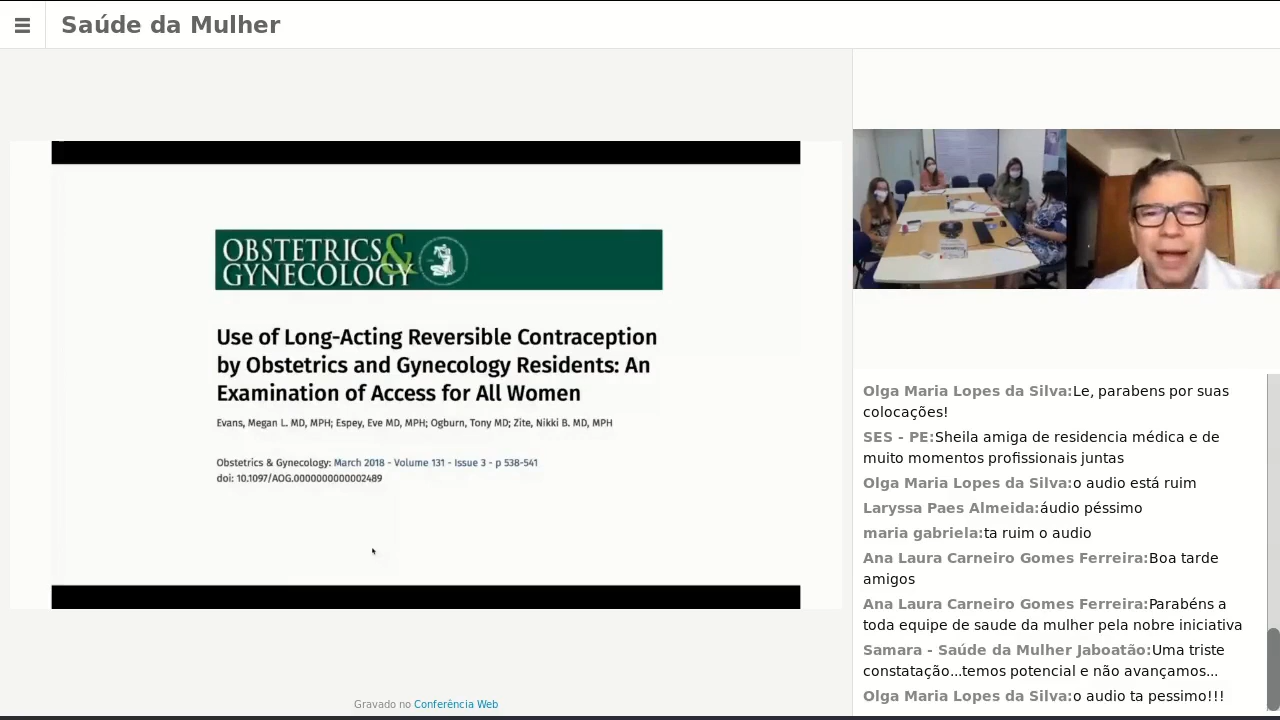 Saúde da Mulher
OBSTETRICS&
GYNECOLOGY
Use of Long-Acting Reversible Contraception
by Obstetrics and Gynecology Residents: An
Examination of Access for All Women
Evans, Megan L. MD, MPH; Espey, Eve MD, MPH; Ogburn, Tony MD; Zite, Nikki B. MD, MPH
Obstetrics & Gynecology: March 2018 - Volume 131 - Issue 3 - p 538-541
doi: 10.1097/AOG.0000000000002489
Gravado no Conferência Web
Olga Maria Lopes da Silva:Le, parabens por suas
colocações!
SES - PE:Sheila amiga de residencia médica e de
muito momentos profissionais juntas
Olga Maria Lopes da Silva:o audio está ruim
Laryssa Paes Almeida:áudio péssimo
maria gabriela:ta ruim o audio
Ana Laura Carneiro Gomes Ferreira:Boa tarde
amigos
Ana Laura Carneiro Gomes Ferreira:Parabéns a
toda equipe de saude da mulher pela nobre iniciativa
Samara - Saúde da Mulher Jaboatão:Uma triste
constatação...temos potencial e não avançamos...
Olga Maria Lopes da Silva:o audio ta pessimo!!!